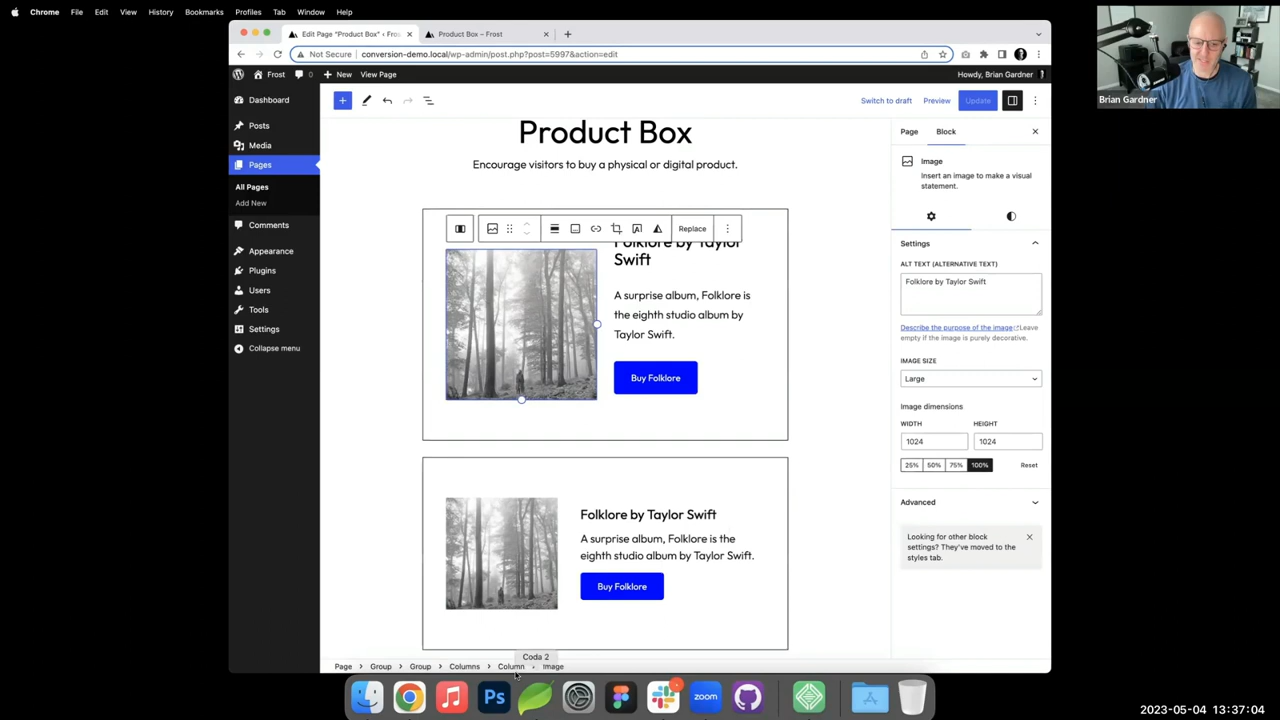 Chrome File Edit View History Bookmarks Profiles Tab Window Help
Edit Page "Product Box" ‹ Fros
Product Box – Frost
Not Secure conversion-demo.local/wp-admin/post.php?post=5997&action=edit
Frost 0 New View Page Howdy, Brian Gardner
Brian Gardner
Dashboard
Posts
Media
Pages
All Pages
Add New
Comments
Appearance
Plugins
Users
Tools
Settings
Collapse menu
Switch to draft Preview Update
Product Box
Encourage visitors to buy a physical or digital product.
Replace
Folklore by Taylor
Swift
A surprise album, Folklore is
the eighth studio album by
Taylor Swift.
Buy Folklore
Folklore by Taylor Swift
A surprise album, Folklore is the
eighth studio album by Taylor Swift.
Buy Folklore
Page Block
Image
Insert an image to make a visual
statement.
Settings
ALT TEXT (ALTERNATIVE TEXT)
Folklore by Taylor Swift
Describe the purpose of the image Leave
empty if the image is purely decorative.
IMAGE SIZE
Large
Image dimensions
WIDTH HEIGHT
1024 1024
25% 50% 75% 100% Reset
Advanced
Looking for other block
settings? They've moved to the
styles tab.
Coda 2
Page Group Group Columns Column Image
Ps zoom
2023-05-04 13:37:04